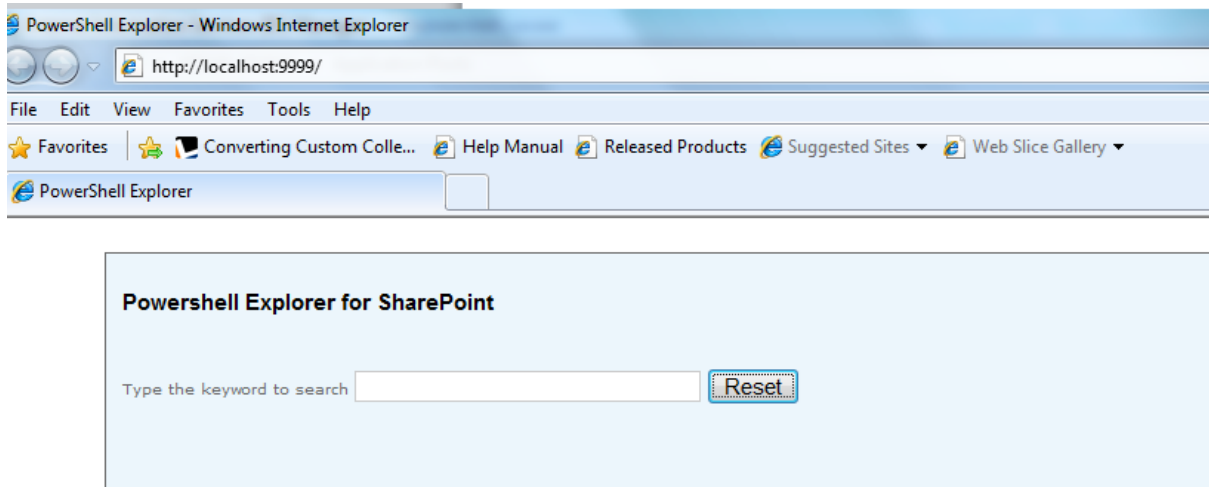 PowerShell Explorer - Windows Internet Explorer
http://localhost:9999/
File Edit View Favorites Tools Help
Favorites Converting Custom Colle... Help Manual Released Products Suggested Sites Web Slice Gallery
PowerShell Explorer
Powershell Explorer for SharePoint
Type the keyword to search Reset